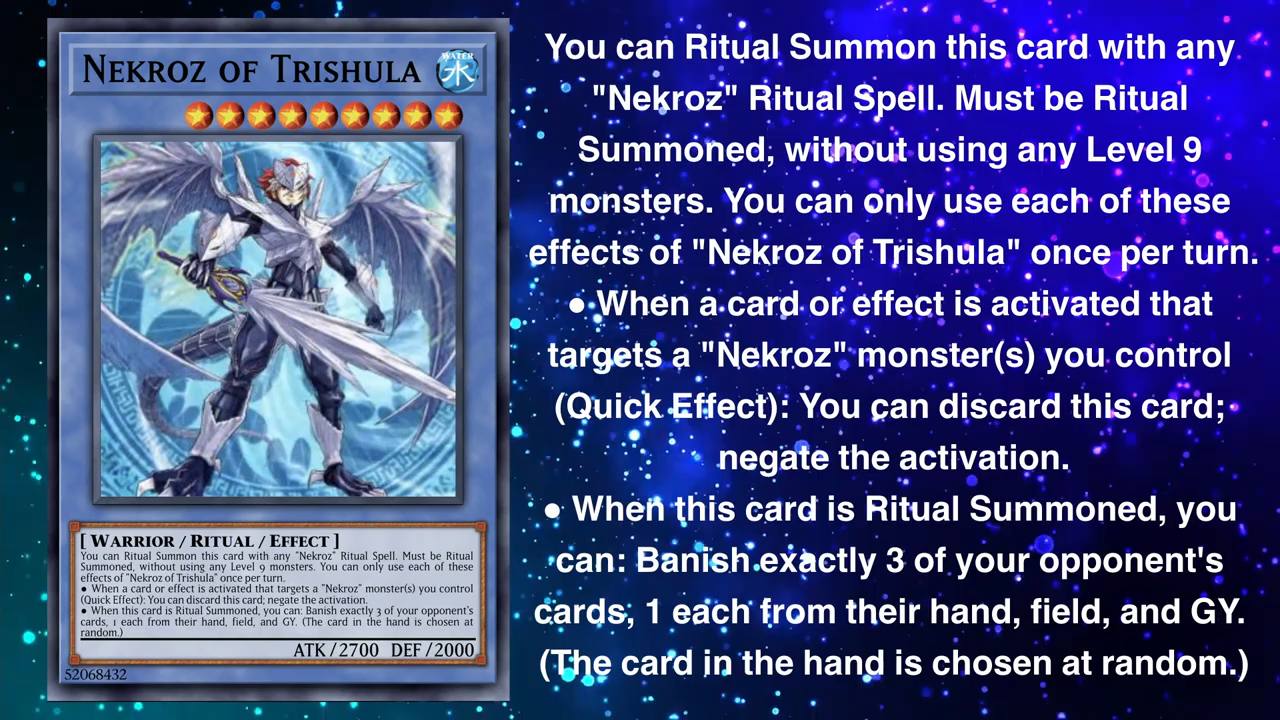 NEKROZ OF TRISHULA
WATER
水
[ WARRIOR / RITUAL / EFFECT ]
You can Ritual Summon this card with any "Nekroz" Ritual Spell. Must be Ritual
Summoned, without using any Level 9 monsters. You can only use each of these
effects of "Nekroz of Trishula" once per turn.
● When a card or effect is activated that targets a "Nekroz" monster(s) you control
(Quick Effect): You can discard this card; negate the activation.
● When this card is Ritual Summoned, you can: Banish exactly 3 of your opponent's
cards, 1 each from their hand, field, and GY. (The card in the hand is chosen at
random.)
ATK/2700 DEF/2000
52068432
You can Ritual Summon this card with any
"Nekroz" Ritual Spell. Must be Ritual
Summoned, without using any Level 9
monsters. You can only use each of these
effects of "Nekroz of Trishula" once per turn.
● When a card or effect is activated that
targets a "Nekroz" monster(s) you control
(Quick Effect): You can discard this card;
negate the activation.
● When this card is Ritual Summoned, you
can: Banish exactly 3 of your opponent's
cards, 1 each from their hand, field, and GY.
(The card in the hand is chosen at random.)